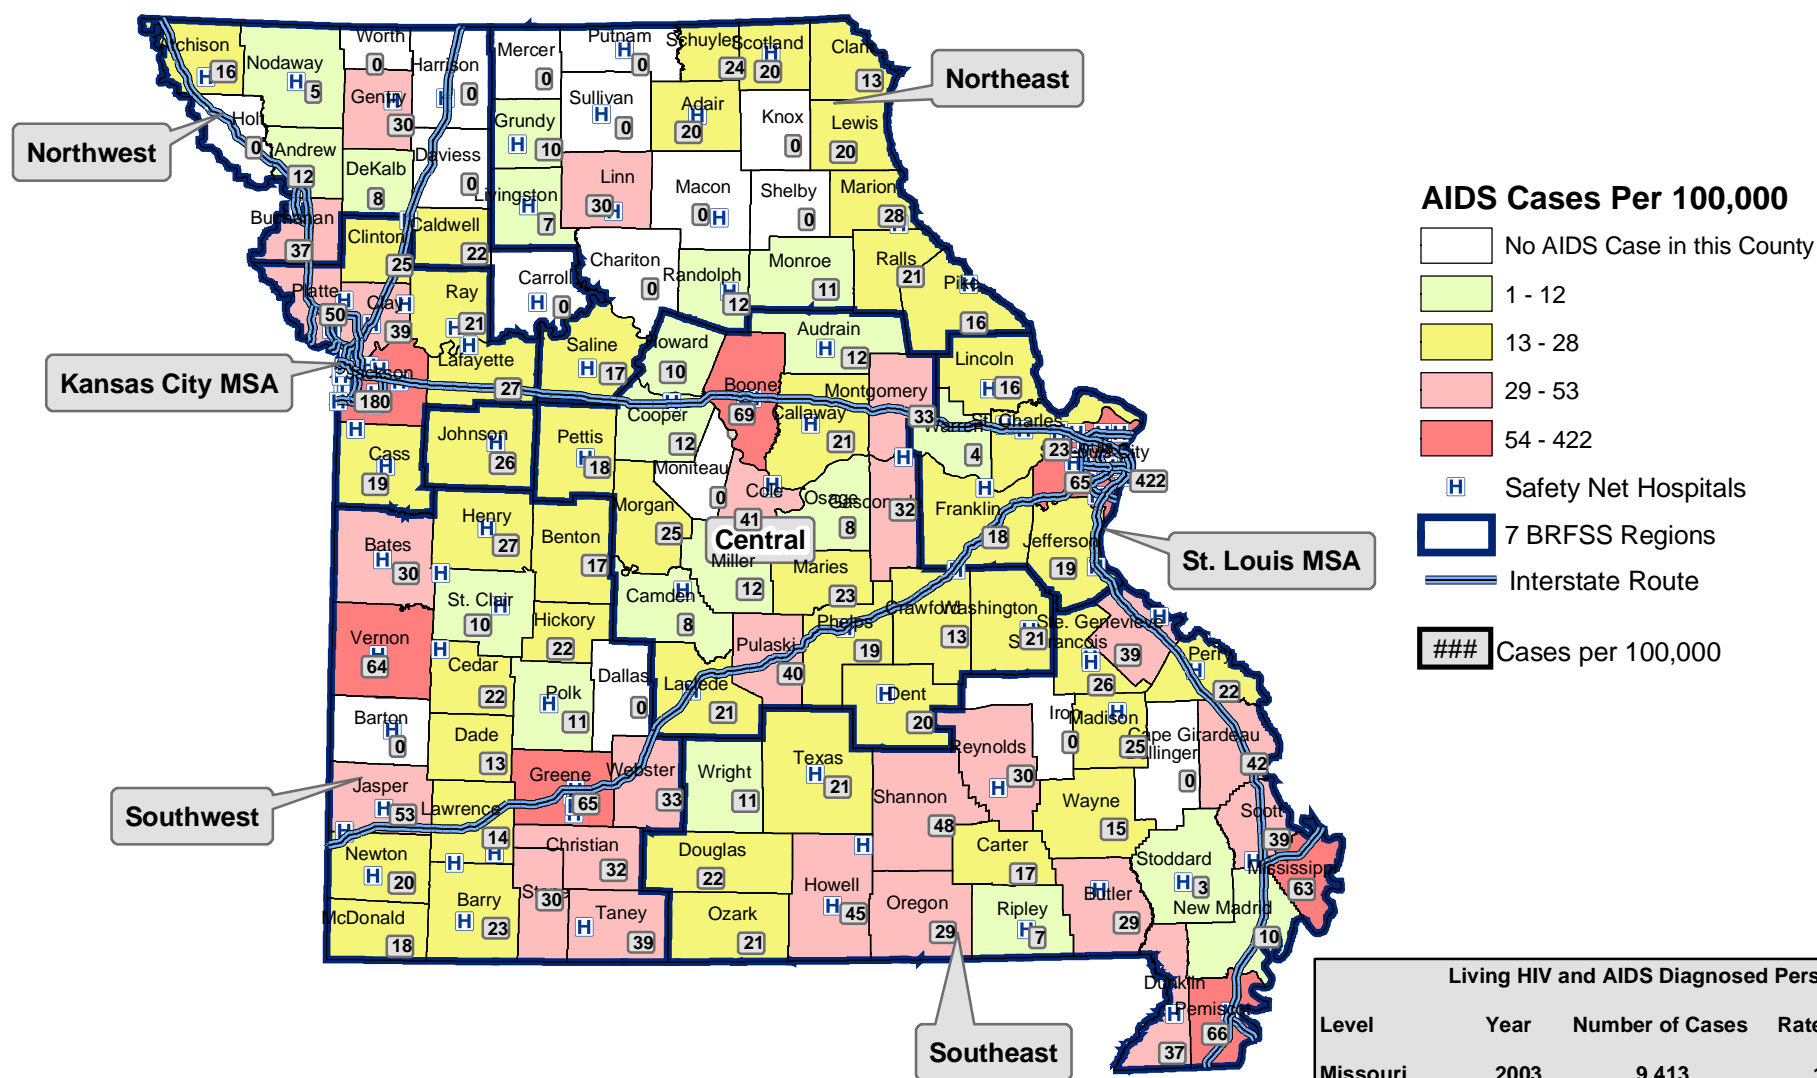 Atchison
16
Nodaway
5
Worth
0
Gentry
30
Harrison
0
Mercer
0
Putnam
0
Schuyler
24
Scotland
20
Clark
13
Northeast
Sullivan
0
Adair
20
Knox
0
Lewis
20
Grundy
10
Holt
0
Northwest
Andrew
12
DeKalb
8
Daviess
0
Livingston
7
Linn
30
Macon
0
Shelby
0
Marion
28
Buchanan
37
Clinton
25
Caldwell
22
Carroll
0
Chariton
0
Randolph
12
Monroe
11
Ralls
21
Pike
16
Platte
50
Clay
39
Ray
21
Kansas City MSA
Jackson
180
Lafayette
27
Saline
17
Howard
10
Boone
69
Audrain
12
Callaway
21
Montgomery
33
Lincoln
16
Warren
4
St. Charles
23
65
St. Louis City
422
Cass
19
Johnson
26
Pettis
18
Cooper
12
Moniteau
0
Cole
41
Osage
8
Gasconade
32
Franklin
18
Jefferson
19
St. Louis MSA
Central
Morgan
25
Miller
12
Maries
23
Bates
30
Henry
27
Benton
17
Camden
8
Pulaski
40
Phelps
19
Crawford
13
Washington
21
St. Francois
26
Ste. Genevieve
39
Perry
22
Vernon
64
St. Clair
10
Hickory
22
Cedar
22
Polk
11
Dallas
0
Laclede
21
Dent
20
Iron
0
Madison
25
Cape Girardeau
42
Bollinger
0
Barton
0
Dade
13
Greene
65
Webster
33
Wright
11
Texas
21
Shannon
48
Reynolds
30
Wayne
15
Scott
39
Southwest
Jasper
53
Lawrence
14
Christian
32
Douglas
22
Howell
45
Carter
17
Oregon
29
Ripley
7
Butler
29
Stoddard
3
Mississippi
63
New Madrid
10
Newton
20
McDonald
18
Barry
23
Stone
30
Taney
39
Ozark
21
Dunklin
37
Pemiscot
66
Southeast
AIDS Cases Per 100,000
No AIDS Case in this County
1 - 12
13 - 28
29 - 53
54 - 422
H Safety Net Hospitals
7 BRFSS Regions
Interstate Route
### Cases per 100,000
Living HIV and AIDS Diagnosed Pers
Level Year Number of Cases Rate
Missouri 2003 9,413